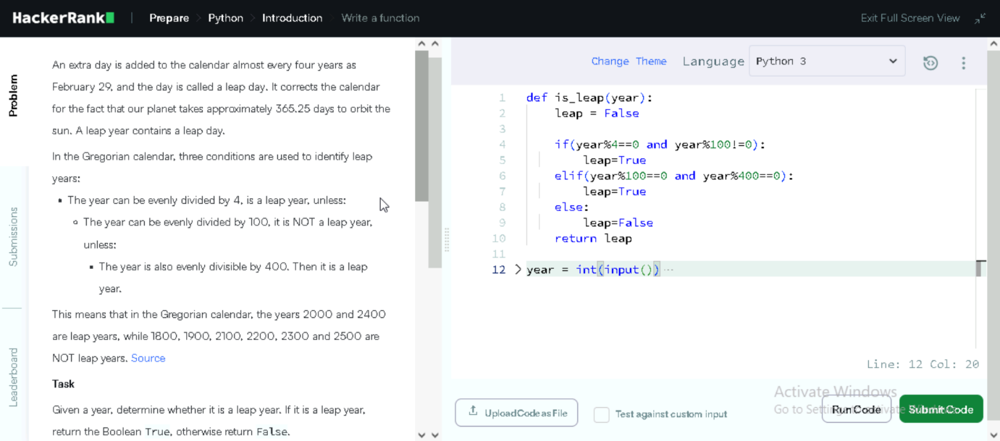 HackerRank | Prepare > Python > Introduction > Write a function Exit Full Screen View
Problem
Submissions
Leaderboard
An extra day is added to the calendar almost every four years as
February 29, and the day is called a leap day. It corrects the calendar
for the fact that our planet takes approximately 365.25 days to orbit the
sun. A leap year contains a leap day.
In the Gregorian calendar, three conditions are used to identify leap
years:
▪ The year can be evenly divided by 4, is a leap year, unless:
◦ The year can be evenly divided by 100, it is NOT a leap year,
unless:
▪ The year is also evenly divisible by 400. Then it is a leap
year.
This means that in the Gregorian calendar, the years 2000 and 2400
are leap years, while 1800, 1900, 2100, 2200, 2300 and 2500 are
NOT leap years. Source
Task
Given a year, determine whether it is a leap year. If it is a leap year,
return the Boolean True, otherwise return False.
Change Theme Language Python 3
1 def is_leap(year):
2     leap = False
3
4     if(year%4==0 and year%100!=0):
5         leap=True
6     elif(year%100==0 and year%400==0):
7         leap=True
8     else:
9         leap=False
10     return leap
11
12 > year = int(input()) ···
Line: 12 Col: 20
Upload Code as File
Test against custom input
Run Code
Submit Code
Activate Windows
Go to Setti